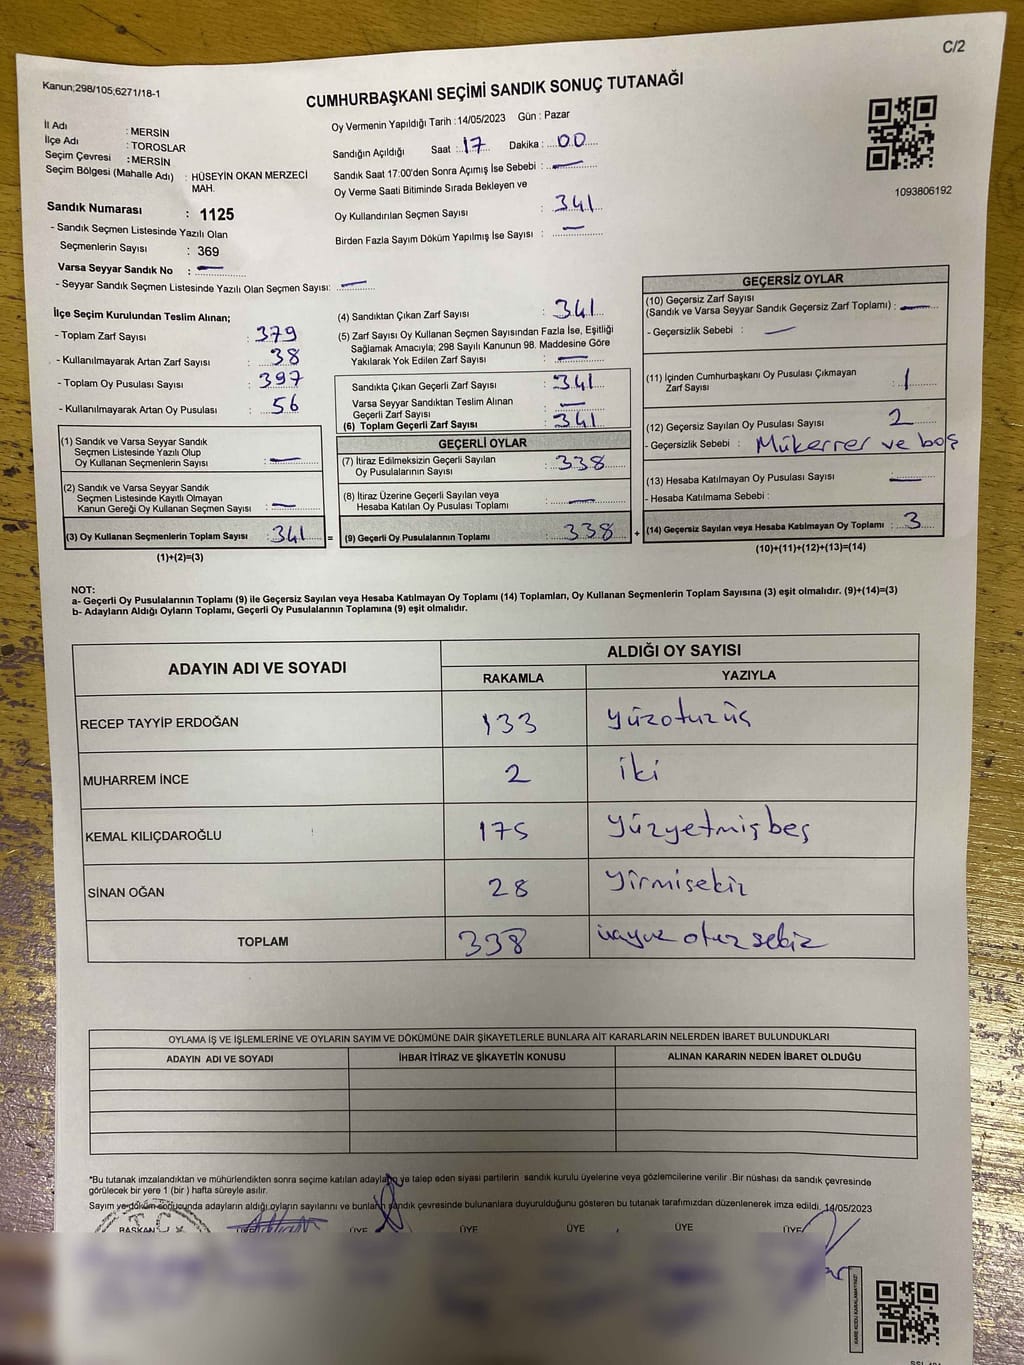 C/2
Kanun;298/105;6271/18-1
CUMHURBAŞKANI SEÇİMİ SANDIK SONUÇ TUTANAĞI
İl Adı : MERSİN
İlçe Adı : TOROSLAR
Seçim Çevresi : MERSİN
Seçim Bölgesi (Mahalle Adı) : HÜSEYİN OKAN MERZECİ
MAH.
Sandık Numarası : 1125
- Sandık Seçmen Listesinde Yazılı Olan
Seçmenlerin Sayısı : 369
Varsa Seyyar Sandık No : —
- Seyyar Sandık Seçmen Listesinde Yazılı Olan Seçmen Sayısı: —
Oy Vermenin Yapıldığı Tarih :14/05/2023 Gün : Pazar
Sandığın Açıldığı Saat : 17 Dakika : 00
Sandık Saat 17:00'den Sonra Açımış İse Sebebi : —
Oy Verme Saati Bitiminde Sırada Bekleyen ve
Oy Kullandırılan Seçmen Sayısı : 341
Birden Fazla Sayım Döküm Yapılmış İse Sayısı : —
1093806192
İlçe Seçim Kurulundan Teslim Alınan;
- Toplam Zarf Sayısı : 379
- Kullanılmayarak Artan Zarf Sayısı : 38
- Toplam Oy Pusulası Sayısı : 397
- Kullanılmayarak Artan Oy Pusulası : 56
(1) Sandık ve Varsa Seyyar Sandık
Seçmen Listesinde Yazılı Olup
Oy Kullanan Seçmenlerin Sayısı : —
(2) Sandık ve Varsa Seyyar Sandık
Seçmen Listesinde Kayıtlı Olmayan
Kanun Gereği Oy Kullanan Seçmen Sayısı : —
(3) Oy Kullanan Seçmenlerin Toplam Sayısı : 341 =
(1)+(2)=(3)
(4) Sandıktan Çıkan Zarf Sayısı : 341
(5) Zarf Sayısı Oy Kullanan Seçmen Sayısından Fazla İse, Eşitliği
Sağlamak Amacıyla; 298 Sayılı Kanunun 98. Maddesine Göre
Yakılarak Yok Edilen Zarf Sayısı : —
Sandıkta Çıkan Geçerli Zarf Sayısı : 341
Varsa Seyyar Sandıktan Teslim Alınan
Geçerli Zarf Sayısı : —
(6) Toplam Geçerli Zarf Sayısı : 341
GEÇERLİ OYLAR
(7) İtiraz Edilmeksizin Geçerli Sayılan
Oy Pusulalarının Sayısı : 338
(8) İtiraz Üzerine Geçerli Sayılan veya
Hesaba Katılan Oy Pusulası Toplamı : —
(9) Geçerli Oy Pusulalarının Toplamı : 338 +
GEÇERSİZ OYLAR
(10) Geçersiz Zarf Sayısı
(Sandık ve Varsa Seyyar Sandık Geçersiz Zarf Toplamı) : —
- Geçersizlik Sebebi : —
(11) İçinden Cumhurbaşkanı Oy Pusulası Çıkmayan
Zarf Sayısı : 1
(12) Geçersiz Sayılan Oy Pusulası Sayısı : 2
- Geçersizlik Sebebi : Mükerrer ve boş
(13) Hesaba Katılmayan Oy Pusulası Sayısı : —
- Hesaba Katılmama Sebebi :
(14) Geçersiz Sayılan veya Hesaba Katılmayan Oy Toplamı : 3
(10)+(11)+(12)+(13)=(14)
NOT:
a- Geçerli Oy Pusulalarının Toplamı (9) ile Geçersiz Sayılan veya Hesaba Katılmayan Oy Toplamı (14) Toplamları, Oy Kullanan Seçmenlerin Toplam Sayısına (3) eşit olmalıdır. (9)+(14)=(3)
b- Adayların Aldığı Oyların Toplamı, Geçerli Oy Pusulalarının Toplamına (9) eşit olmalıdır.
ADAYIN ADI VE SOYADI ALDIĞI OY SAYISI
RAKAMLA YAZIYLA
RECEP TAYYİP ERDOĞAN 133 yüzotuzüç
MUHARREM İNCE 2 iki
KEMAL KILIÇDAROĞLU 175 yüzyetmişbeş
SİNAN OĞAN 28 yirmisekiz
TOPLAM 338 üçyüz otuz sekiz
OYLAMA İŞ VE İŞLEMLERİNE VE OYLARIN SAYIM VE DÖKÜMÜNE DAİR ŞİKAYETLERLE BUNLARA AİT KARARLARIN NELERDEN İBARET BULUNDUKLARI
ADAYIN ADI VE SOYADI İHBAR İTİRAZ VE ŞİKAYETİN KONUSU ALINAN KARARIN NEDEN İBARET OLDUĞU
*Bu tutanak imzalandıktan ve mühürlendikten sonra seçime katılan adayların ve talep eden siyasi partilerin sandık kurulu üyelerine veya gözlemcilerine verilir .Bir nüshası da sandık çevresinde
görülecek bir yere 1 (bir ) hafta süreyle asılır.
Sayım ve döküm sonucunda adayların aldığı oyların sayılarını ve bunların sandık çevresinde bulunanlara duyurulduğunu gösteren bu tutanak tarafımızdan düzenlenerek imza edildi. 14/05/2023
T.C.
BAŞKAN ÜYE ÜYE ÜYE ÜYE ÜYE ÜYE
KARE KODU KARALAMAYINIZ!